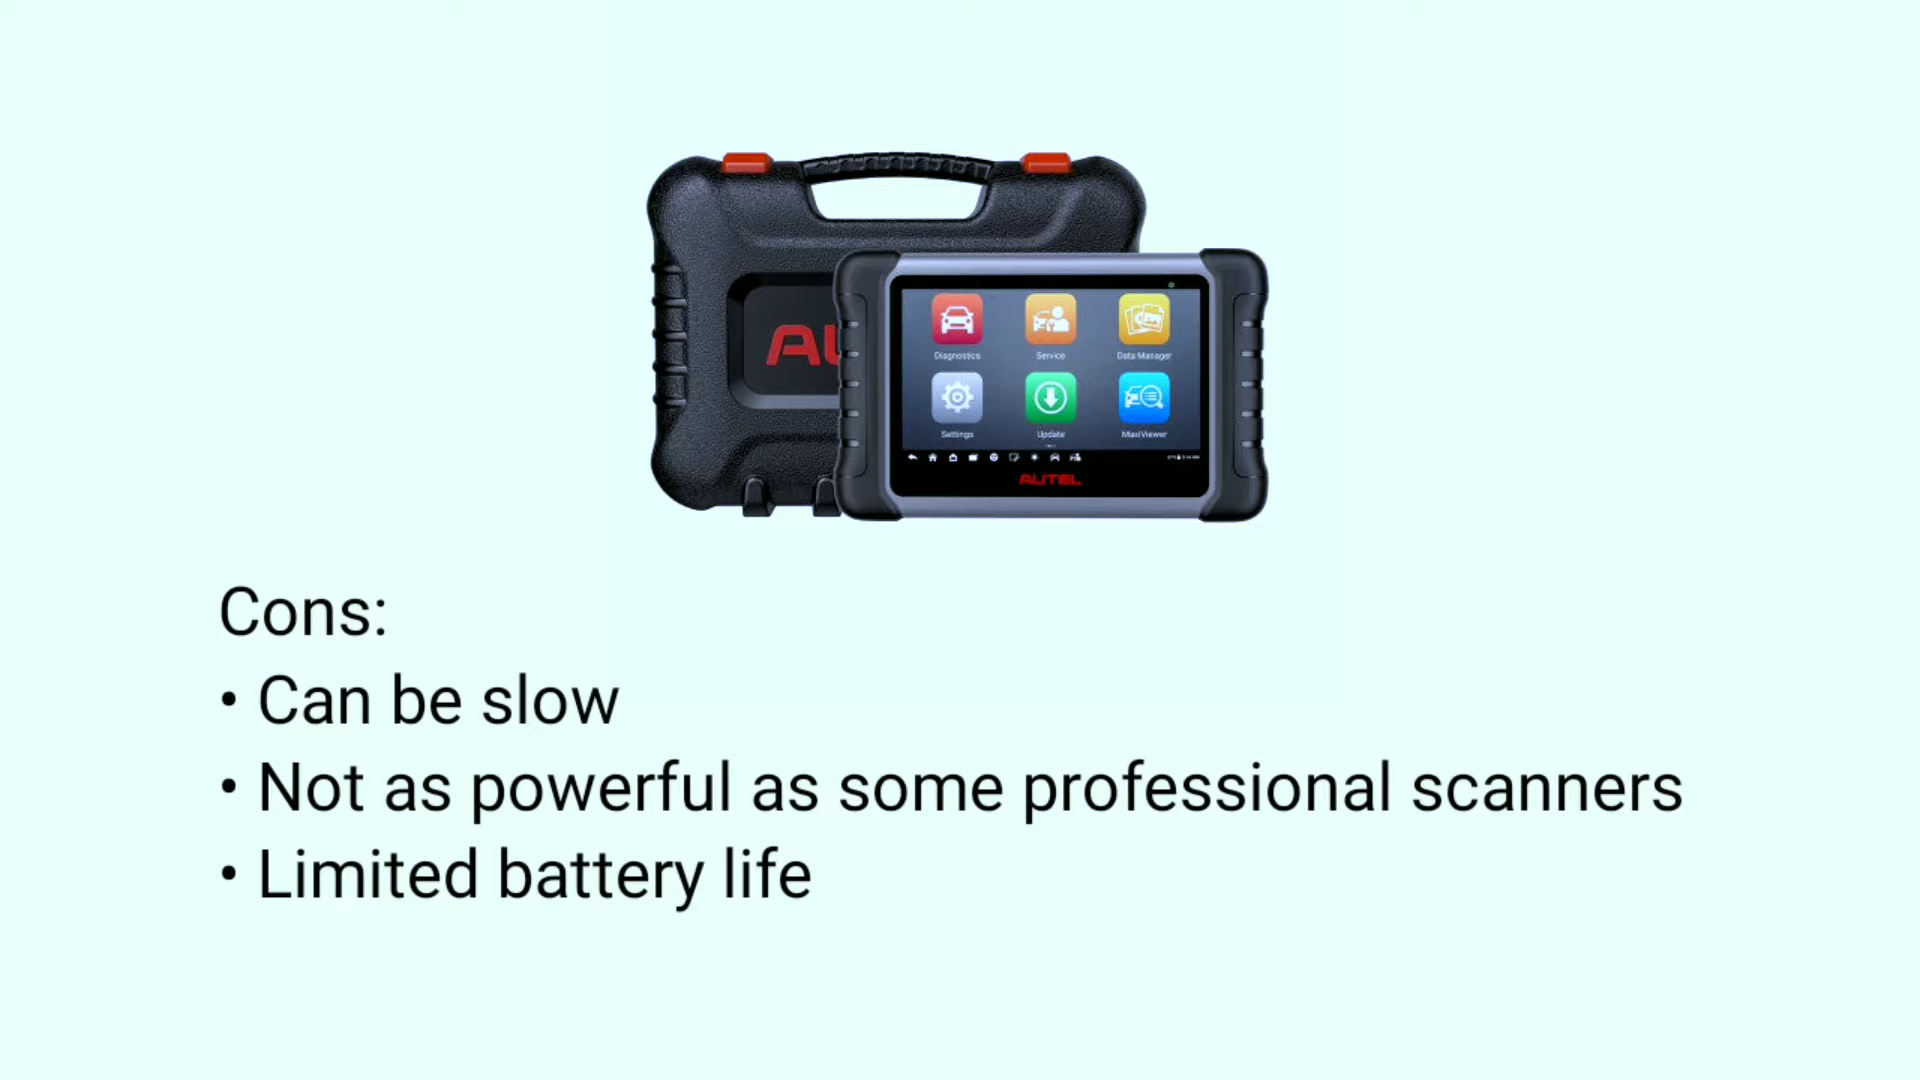 AU
Diagnostics
Service
Data Manager
Settings
Update
MaxiViewer
AUTEL
Cons:
• Can be slow
• Not as powerful as some professional scanners
• Limited battery life